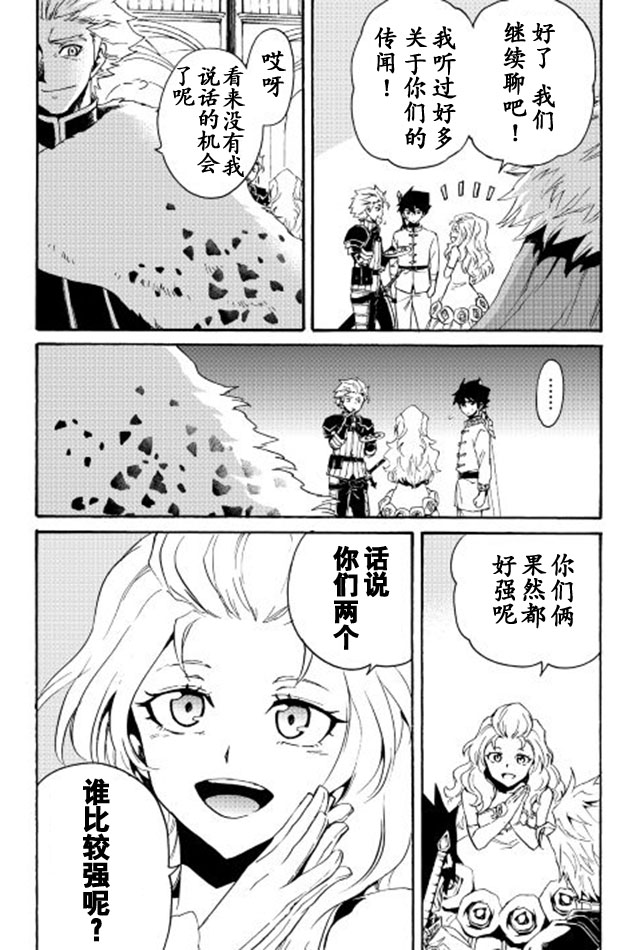 好了 我们
继续聊吧！
我听过好多
关于你们的
传闻！
哎呀
看来没有我
说话的机会
了呢
……
你们俩
果然都
好强呢
话说
你们两个
谁比较强呢？